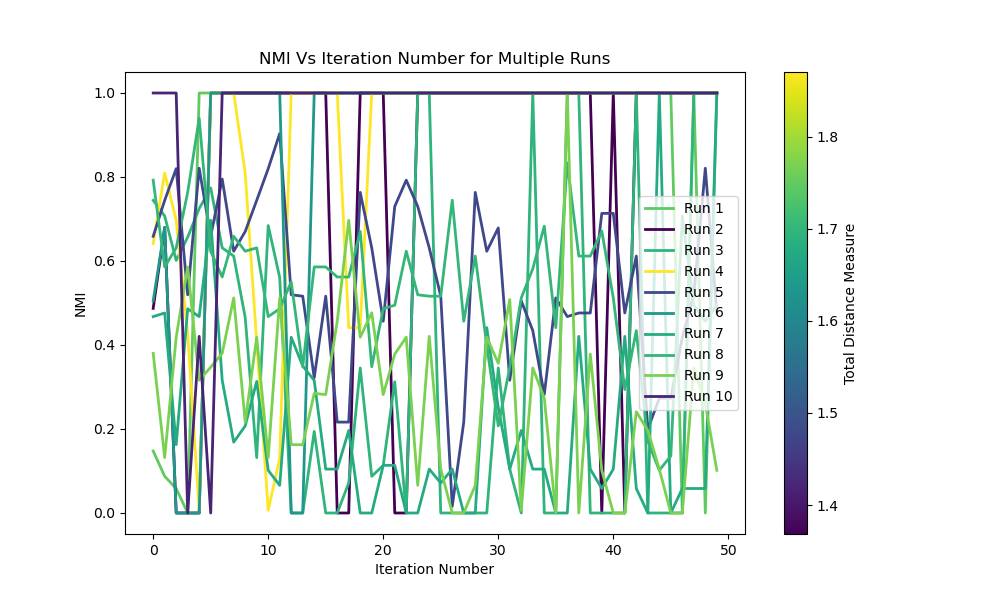 NMI Vs Iteration Number for Multiple Runs
NMI
1.0
0.8
0.6
0.4
0.2
0.0
0
10
20
30
40
50
Iteration Number
Run 1
Run 2
Run 3
Run 4
Run 5
Run 6
Run 7
Run 8
Run 9
Run 10
1.8
1.7
1.6
1.5
1.4
Total Distance Measure